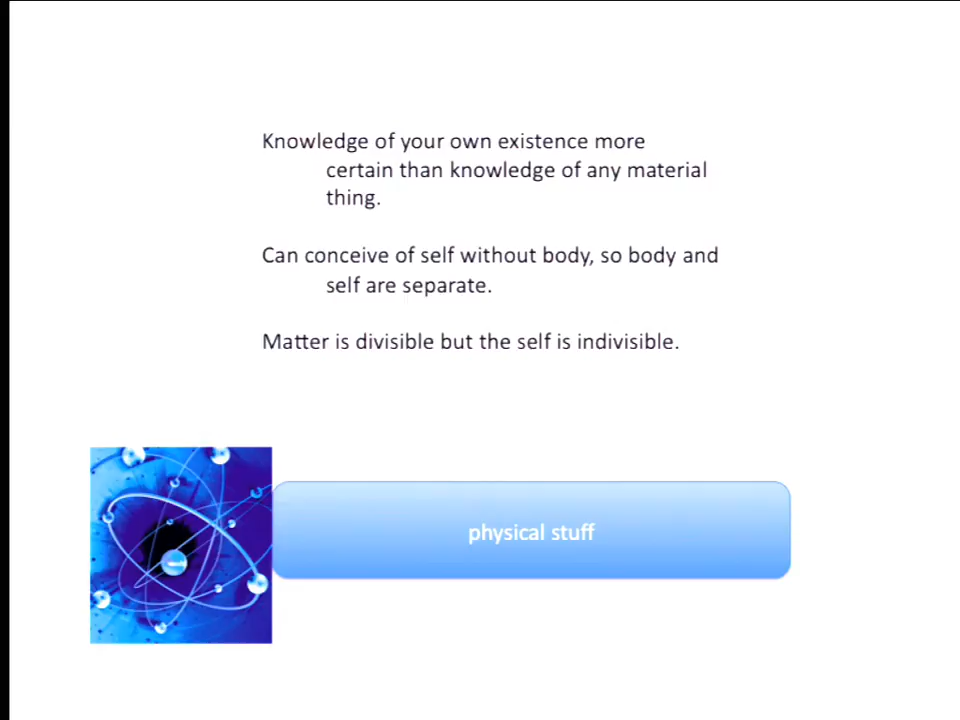 Knowledge of your own existence more
certain than knowledge of any material
thing.
Can conceive of self without body, so body and
self are separate.
Matter is divisible but the self is indivisible.
physical stuff